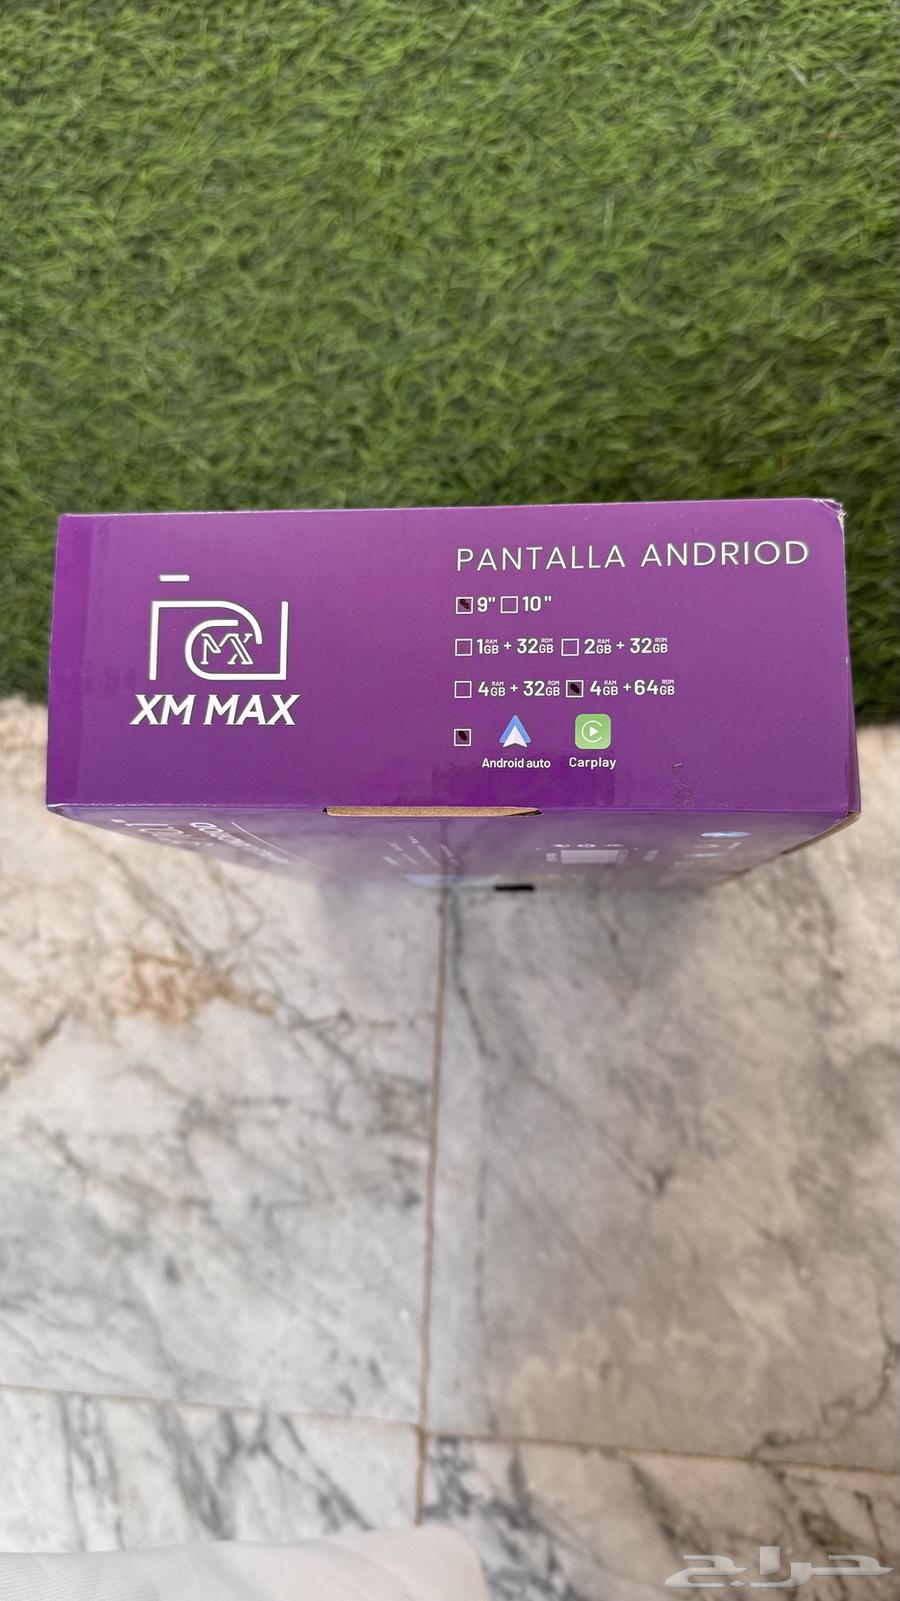 MX
XM MAX
PANTALLA ANDRIOD
9" 10"
1GB RAM + 32GB ROM 2GB RAM + 32GB ROM
4GB RAM + 32GB ROM 4GB RAM + 64GB ROM
Android auto Carplay
حراج